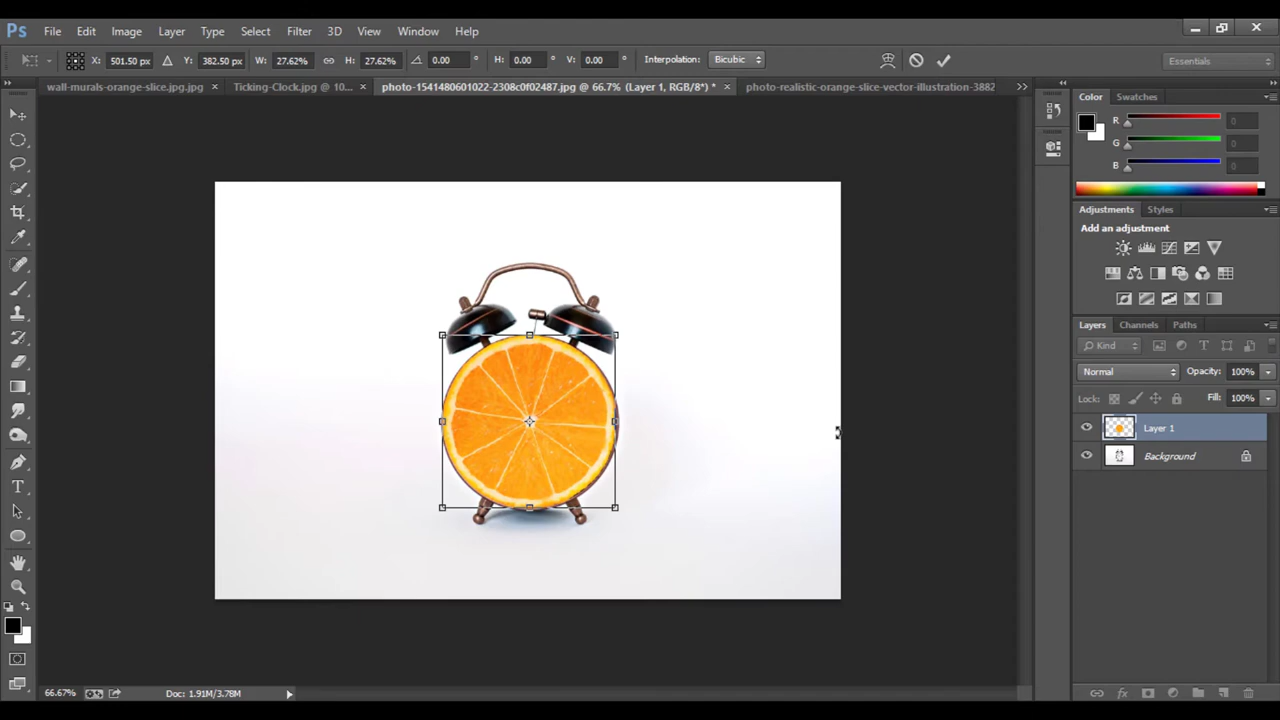 Ps File Edit Image Layer Type Select Filter 3D View Window Help
X: 501.50 px Y: 382.50 px W: 27.62% H: 27.62% 0.00 ° H: 0.00 ° V: 0.00 ° Interpolation: Bicubic Essentials
wall-murals-orange-slice.jpg.jpg × Ticking-Clock.jpg @ 10... × photo-1541480601022-2308c0f02487.jpg @ 66.7% (Layer 1, RGB/8*) * × photo-realistic-orange-slice-vector-illustration-3882
Color Swatches
R 0
G 0
B 0
Adjustments Styles
Add an adjustment
Layers Channels Paths
Kind
Normal Opacity: 100%
Lock: Fill: 100%
Layer 1
Background
66.67% Doc: 1.91M/3.78M